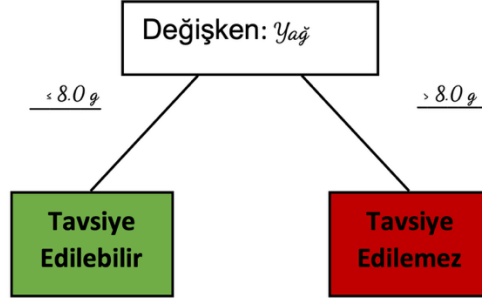 Değişken: Yağ
≤ 8.0 g
> 8.0 g
Tavsiye
Edilebilir
Tavsiye
Edilemez